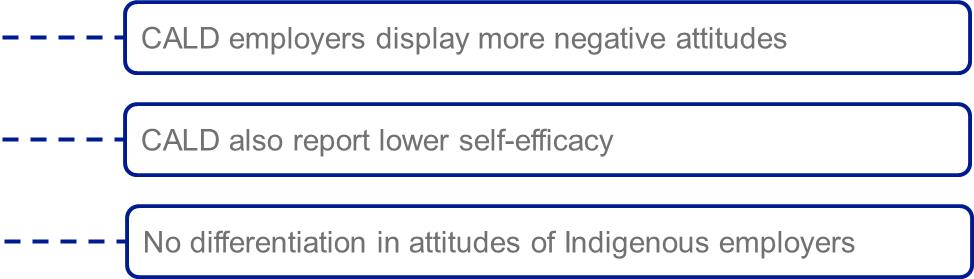 CALD employers display more negative attitudes
CALD also report lower self-efficacy
No differentiation in attitudes of Indigenous employers